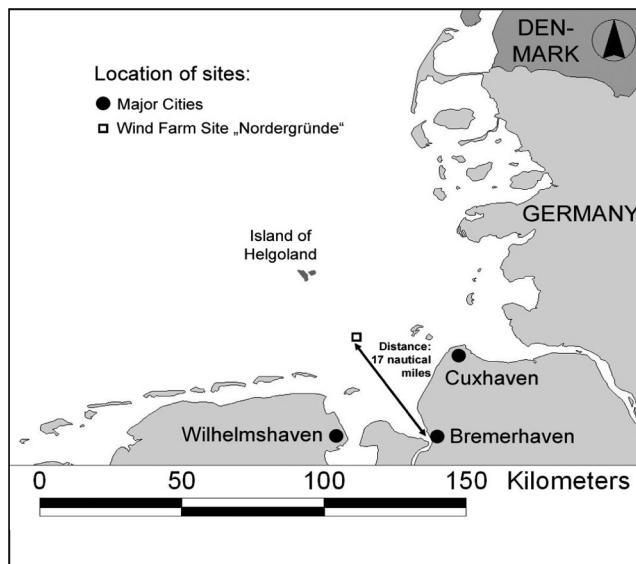 DEN-
MARK
Location of sites:
Major Cities
Wind Farm Site „Nordergründe“
GERMANY
Island of
Helgoland
Distance:
17 nautical
miles
Cuxhaven
Wilhelmshaven
Bremerhaven
0 50 100 150 Kilometers